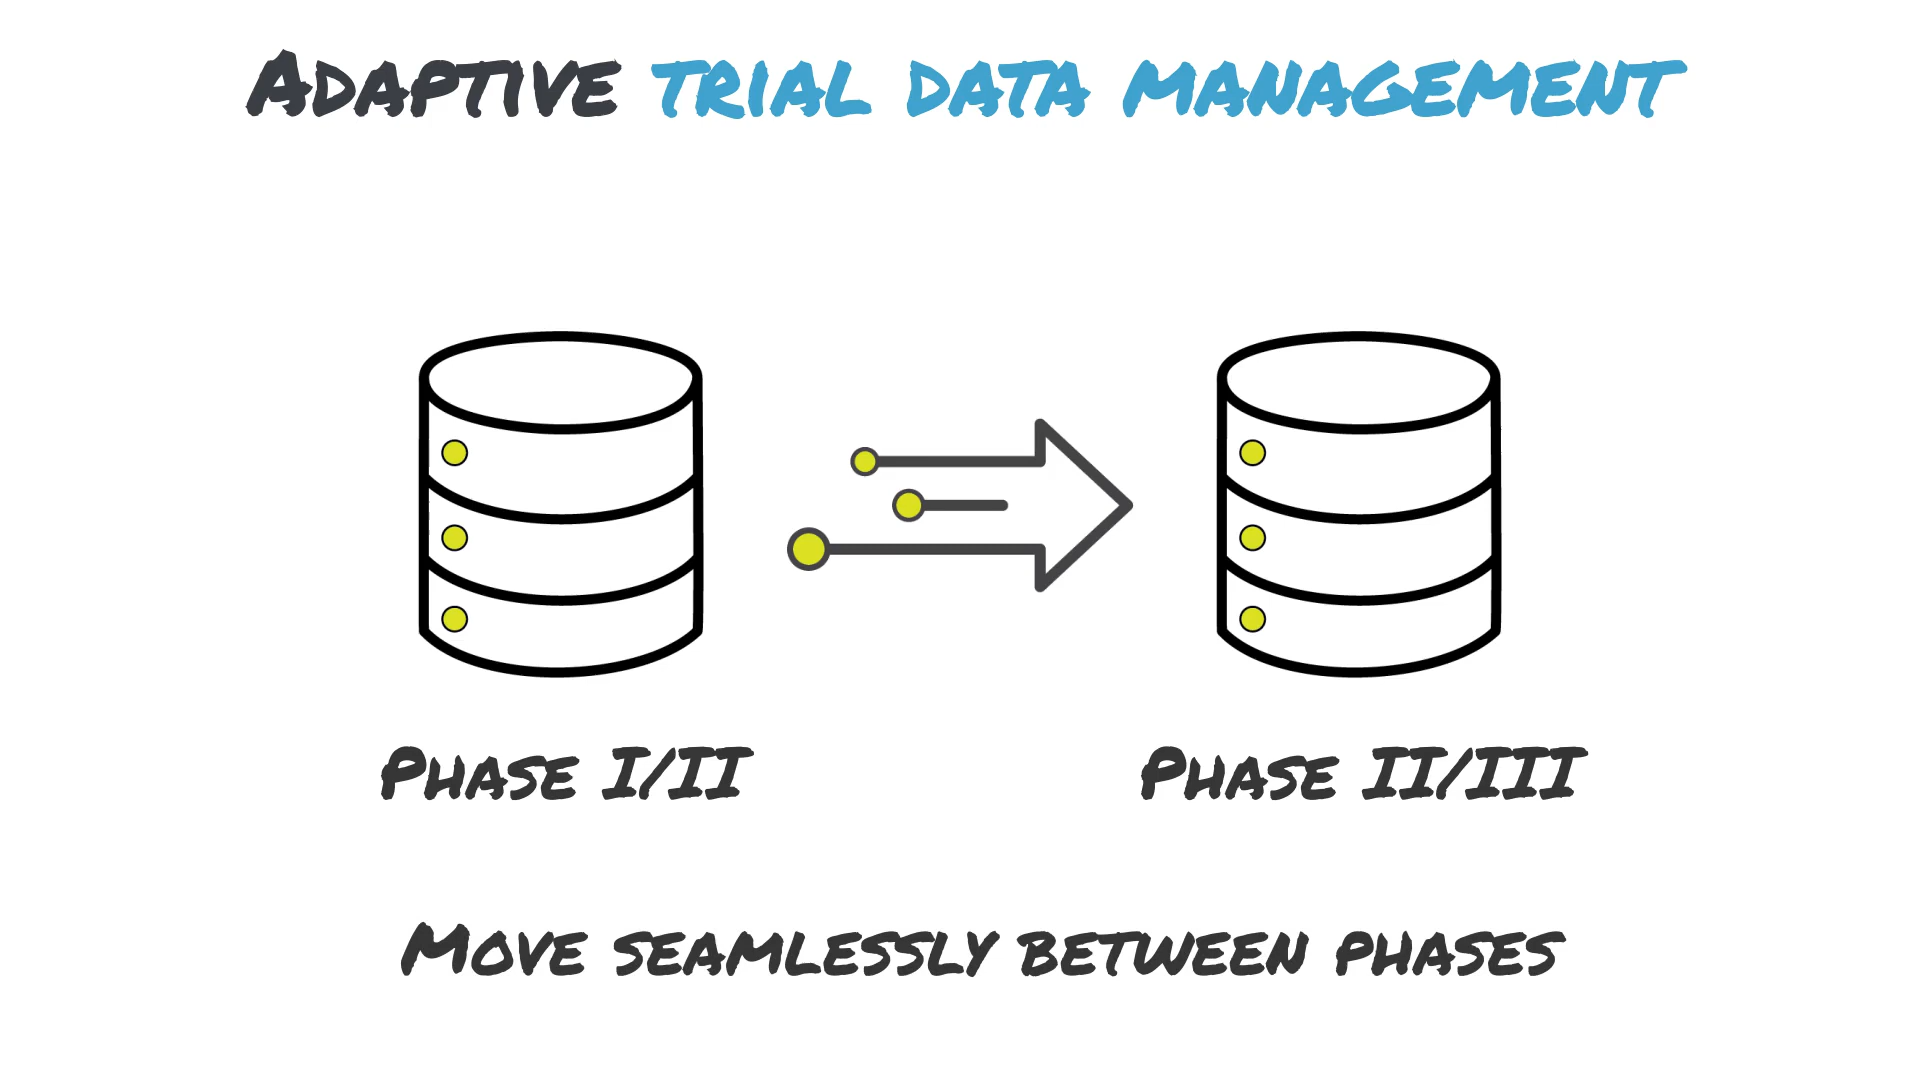 Adaptive trial data management
Phase I/II
Phase II/III
Move seamlessly between phases